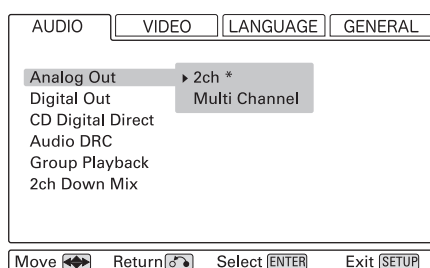 AUDIO VIDEO LANGUAGE GENERAL
Analog Out 2ch *
Digital Out Multi Channel
CD Digital Direct
Audio DRC
Group Playback
2ch Down Mix
Move Return Select ENTER Exit SETUP